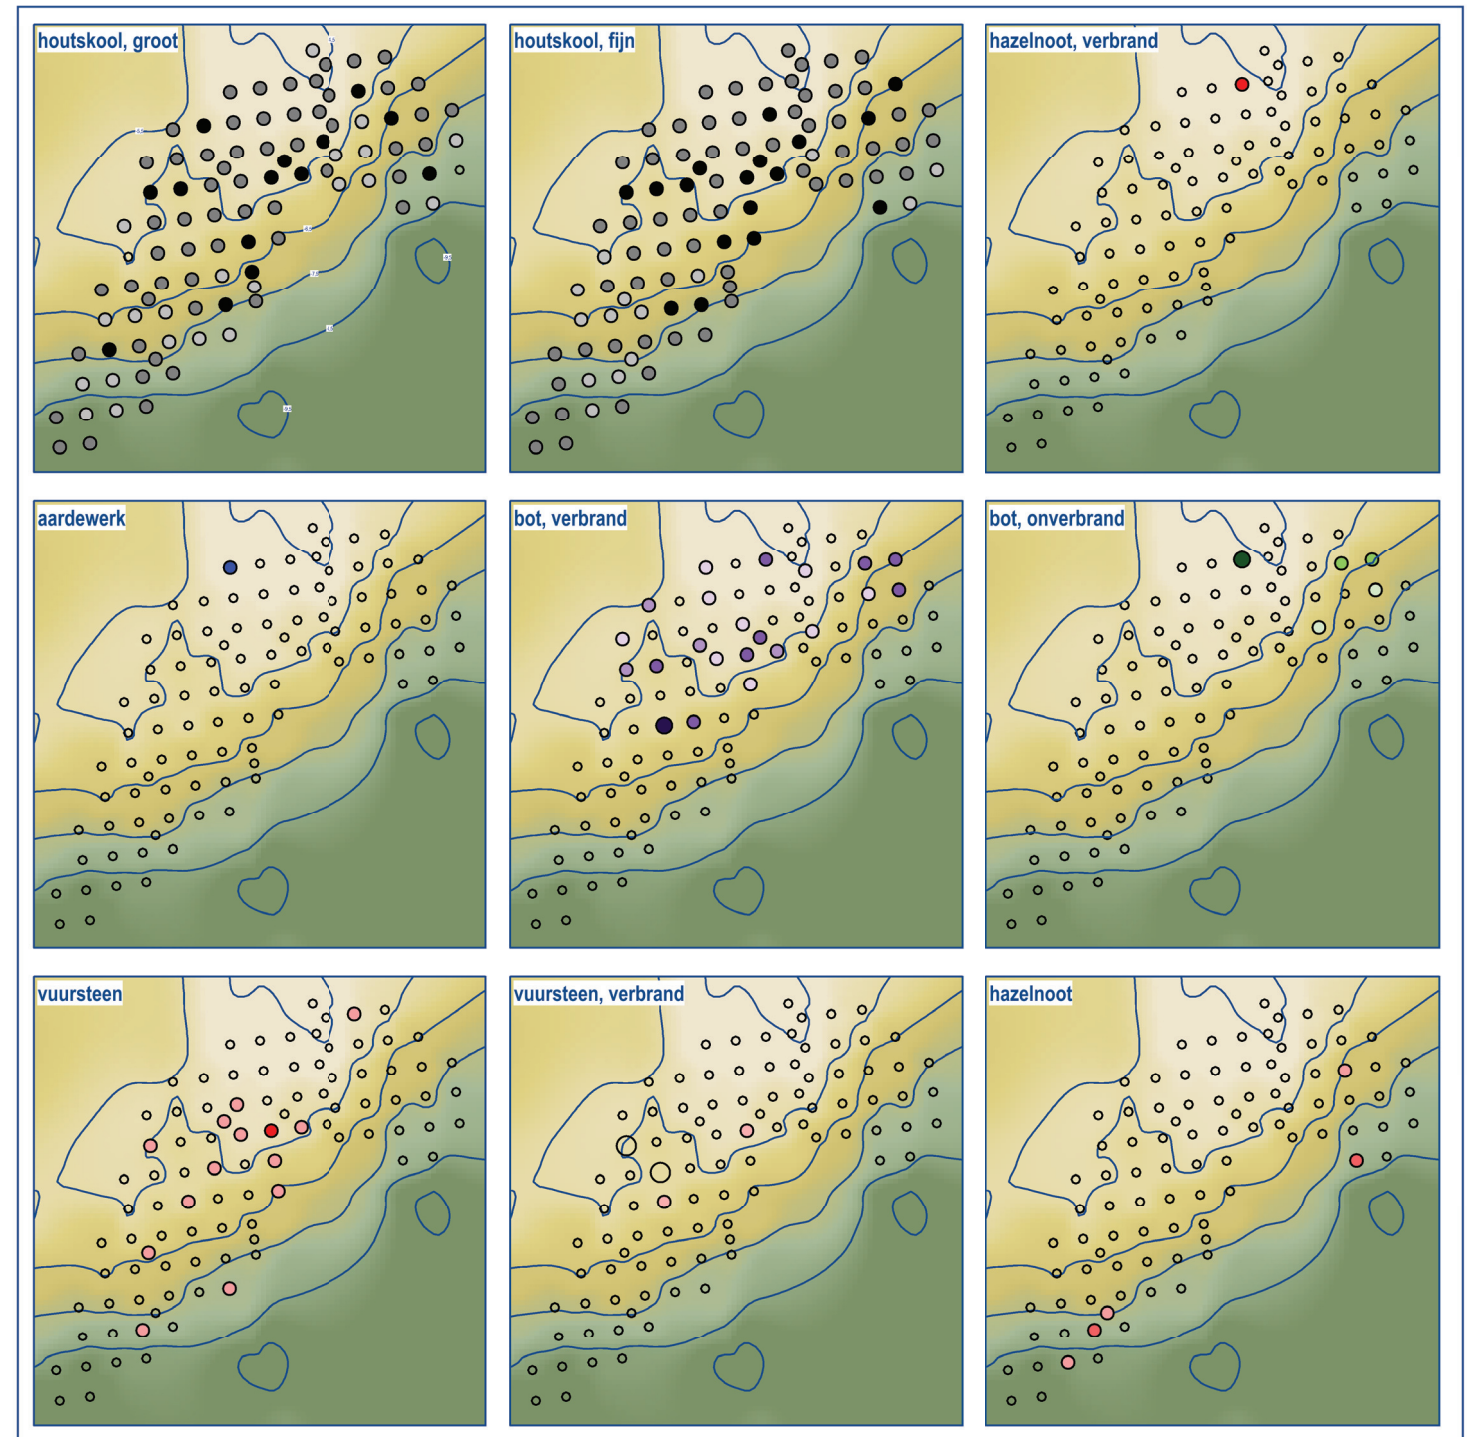 houtskool, groot
houtskool, fijn
hazelnoot, verbrand
aardewerk
bot, verbrand
bot, onverbrand
vuursteen
vuursteen, verbrand
hazelnoot